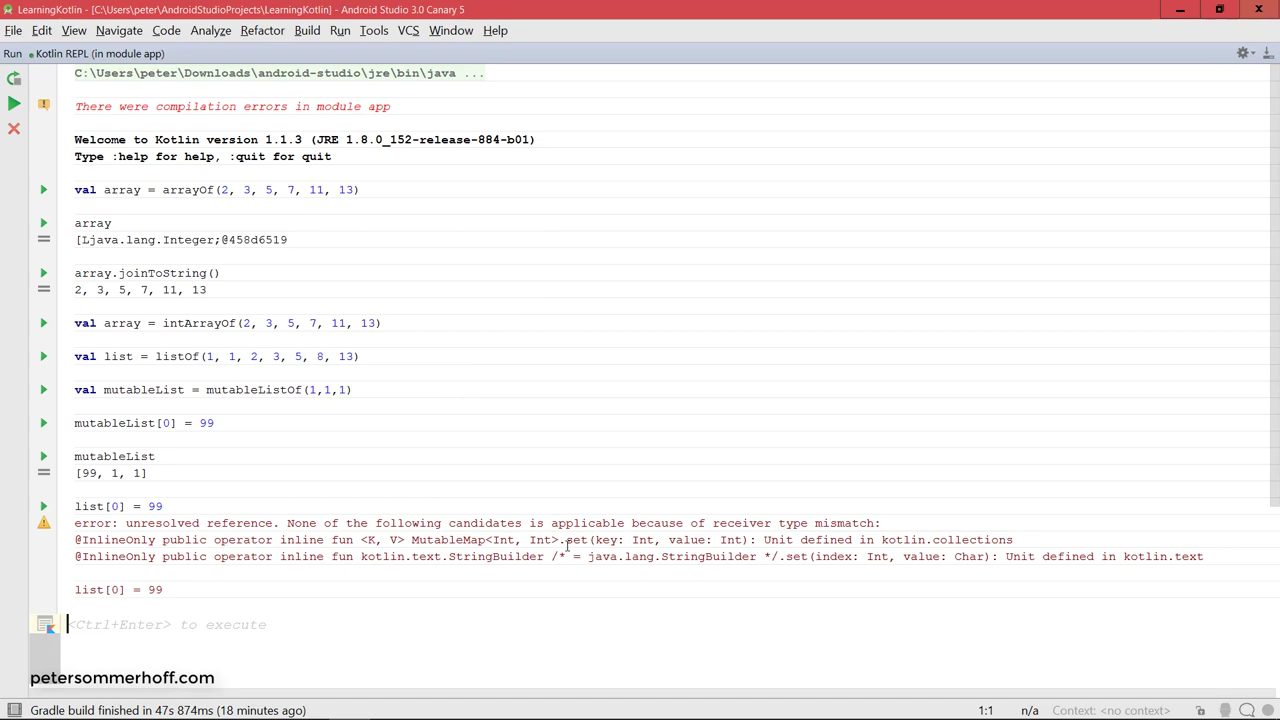 LearningKotlin - [C:\Users\peter\AndroidStudioProjects\LearningKotlin] - Android Studio 3.0 Canary 5
File Edit View Navigate Code Analyze Refactor Build Run Tools VCS Window Help
Run Kotlin REPL (in module app)
C:\Users\peter\Downloads\android-studio\jre\bin\java ...
There were compilation errors in module app
Welcome to Kotlin version 1.1.3 (JRE 1.8.0_152-release-884-b01)
Type :help for help, :quit for quit
val array = arrayOf(2, 3, 5, 7, 11, 13)
array
[Ljava.lang.Integer;@458d6519
array.joinToString()
2, 3, 5, 7, 11, 13
val array = intArrayOf(2, 3, 5, 7, 11, 13)
val list = listOf(1, 1, 2, 3, 5, 8, 13)
val mutableList = mutableListOf(1,1,1)
mutableList[0] = 99
mutableList
[99, 1, 1]
list[0] = 99
error: unresolved reference. None of the following candidates is applicable because of receiver type mismatch:
@InlineOnly public operator inline fun <K, V> MutableMap<Int, Int>.set(key: Int, value: Int): Unit defined in kotlin.collections
@InlineOnly public operator inline fun kotlin.text.StringBuilder /* = java.lang.StringBuilder */.set(index: Int, value: Char): Unit defined in kotlin.text
list[0] = 99
<Ctrl+Enter> to execute
petersommerhoff.com
Gradle build finished in 47s 874ms (18 minutes ago) 1:1 n/a Context: <no context>